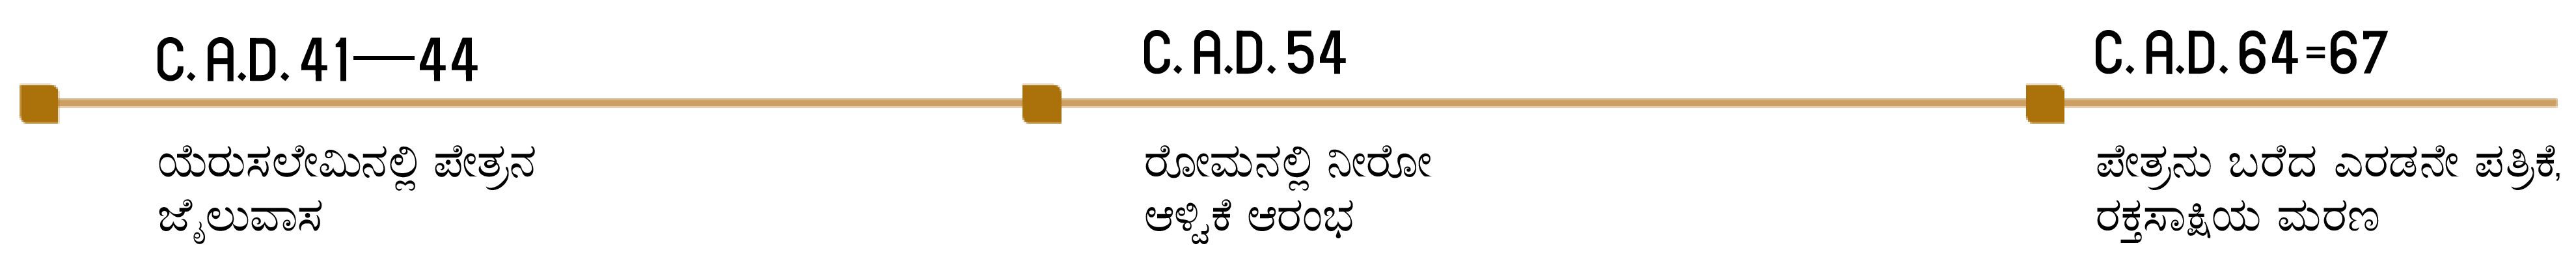 C. A.D. 41—44
ಯೆರುಸಲೇಮಿನಲ್ಲಿ ಪೇತ್ರನ
ಜೈಲುವಾಸ
C. A.D. 54
ರೋಮನಲ್ಲಿ ನೀರೋ
ಆಳ್ವಿಕೆ ಆರಂಭ
C. A.D. 64=67
ಪೇತ್ರನು ಬರೆದ ಎರಡನೇ ಪತ್ರಿಕೆ,
ರಕ್ತಸಾಕ್ಷಿಯ ಮರಣ